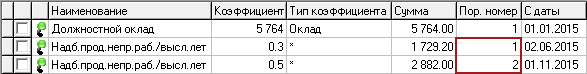 Наименование Коэффициент Тип коэффициента Сумма Пор. номер С даты
Должностной оклад 5 764 Оклад 5 764.00 1 01.01.2015
Надб.прод.непр.раб./высл.лет 0.3 * 1 729.20 1 02.06.2015
Надб.прод.непр.раб./высл.лет 0.5 * 2 882.00 2 01.11.2015